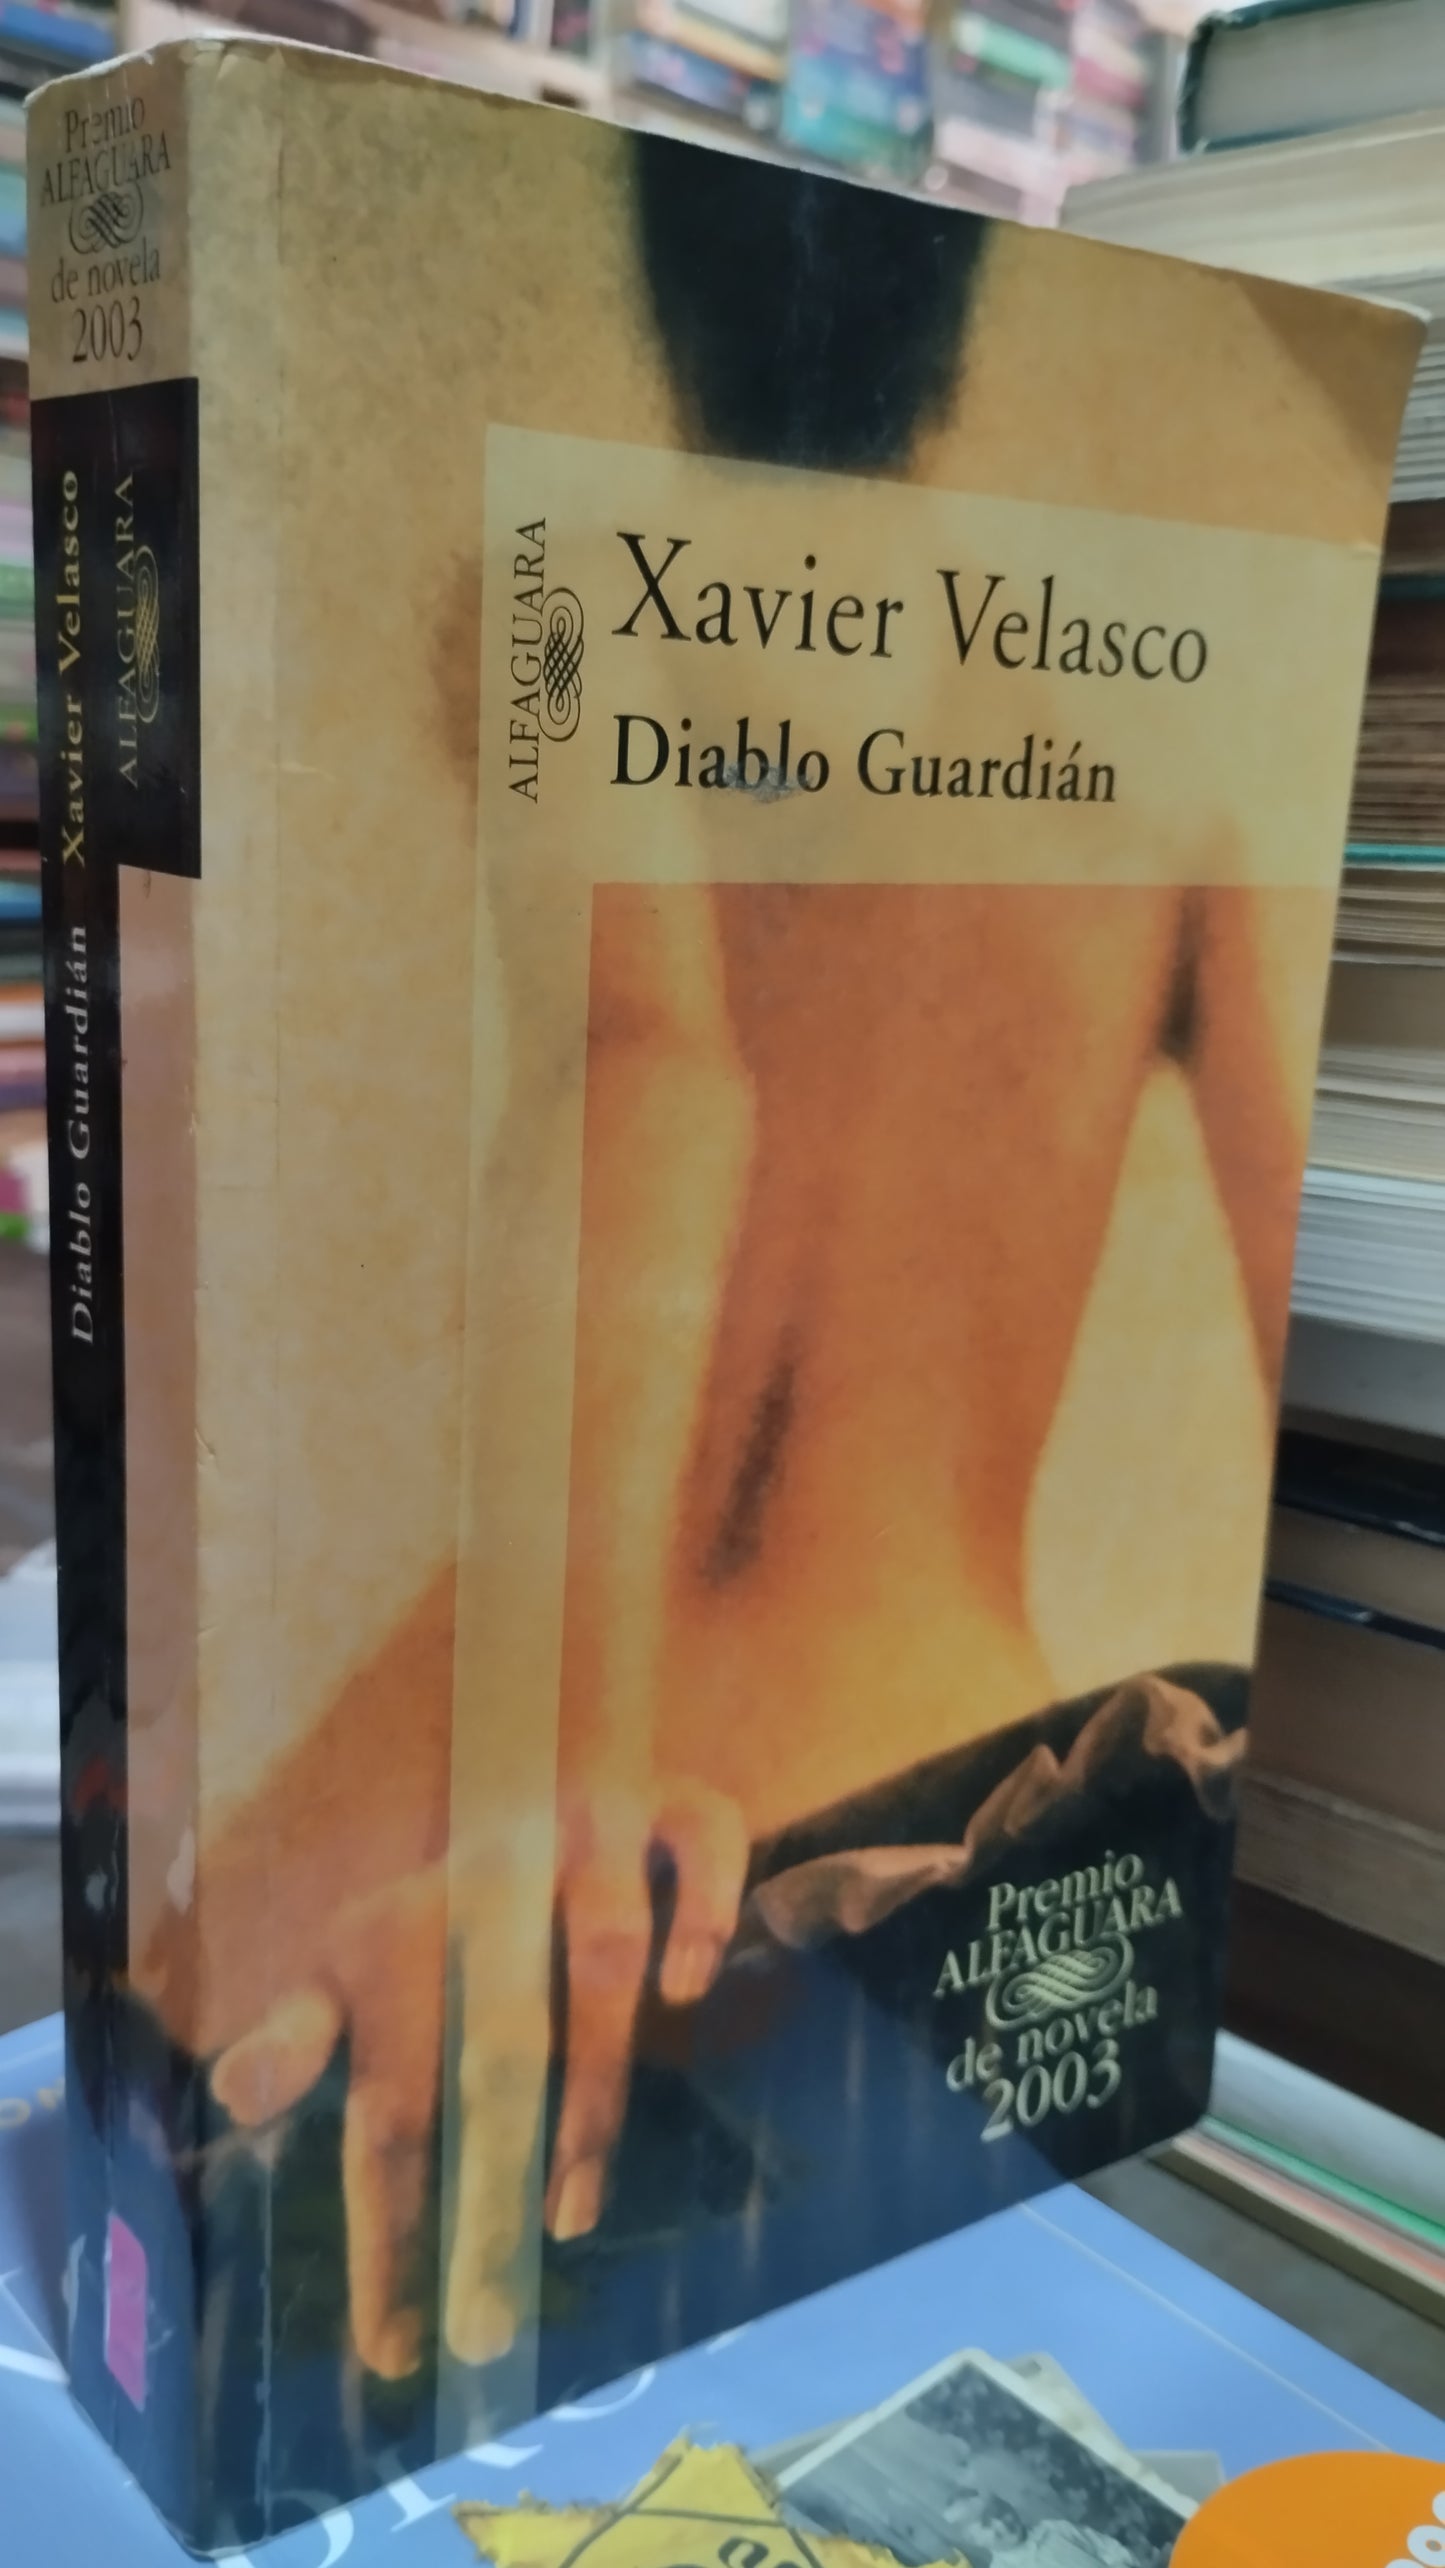 Premio
ALFAGUARA
de novela
2003
Xavier Velasco
ALFAGUARA
Diablo Guardián
ALFAGUARA
Xavier Velasco
Diablo Guardián
Premio
ALFAGUARA
de novela
2003